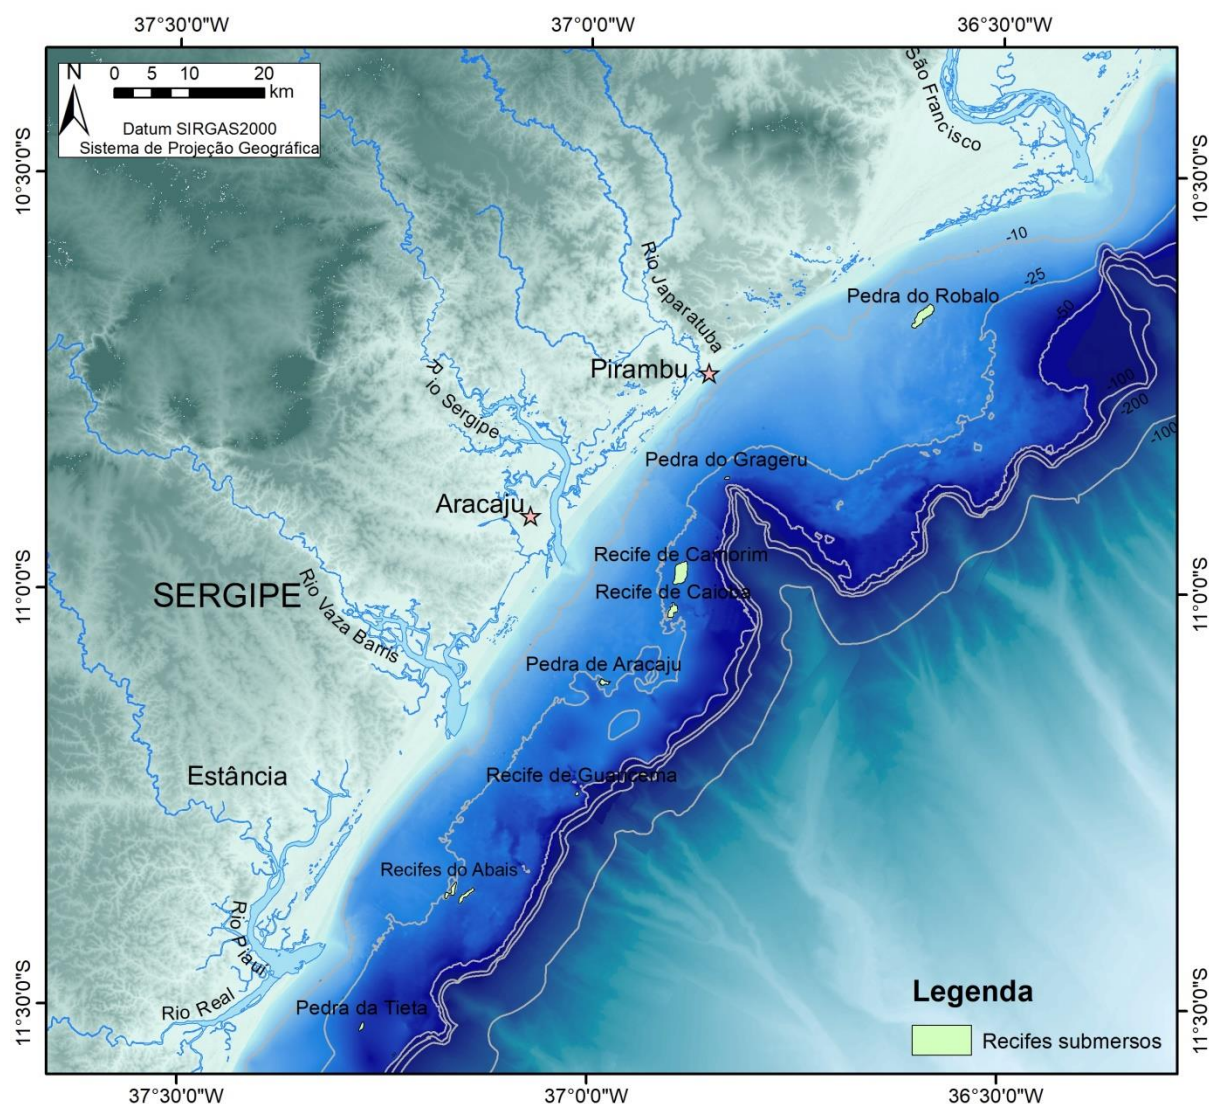 37°30'0"W
37°0'0"W
36°30'0"W
N
0 5 10 20
km
Datum SIRGAS2000
Sistema de Projeção Geográfica
São Francisco
10°30'0"S
10°30'0"S
-10
-25
-50
Rio Japaratuba
Pedra do Robalo
Pirambu
-100
-200
-100
Rio Sergipe
Pedra do Grageru
Aracaju
Recife de Camorim
Recife de Caioba
11°0'0"S
11°0'0"S
SERGIPE
Rio Vaza Barris
Pedra de Aracaju
Estância
Recife de Guaricema
Recifes do Abais
Rio Piauí
Rio Real
Pedra da Tieta
11°30'0"S
11°30'0"S
Legenda
Recifes submersos
37°30'0"W
37°0'0"W
36°30'0"W